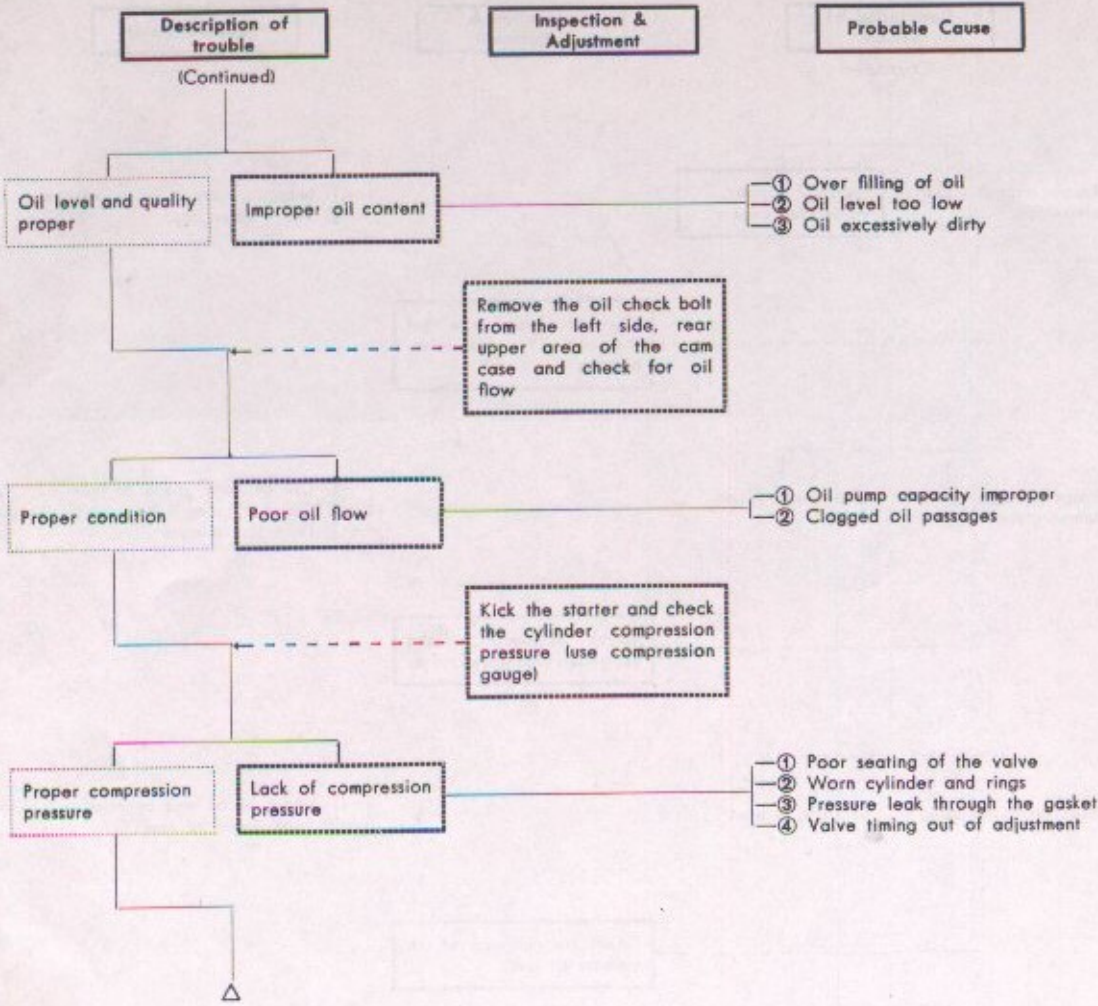 Description of
trouble
Inspection &
Adjustment
Probable Cause
(Continued)
Oil level and quality
proper
Improper oil content
① Over filling of oil
② Oil level too low
③ Oil excessively dirty
Remove the oil check bolt
from the left side, rear
upper area of the cam
case and check for oil
flow
Proper condition
Poor oil flow
① Oil pump capacity improper
② Clogged oil passages
Kick the starter and check
the cylinder compression
pressure (use compression
gauge)
Proper compression
pressure
Lack of compression
pressure
① Poor seating of the valve
② Worn cylinder and rings
③ Pressure leak through the gasket
④ Valve timing out of adjustment